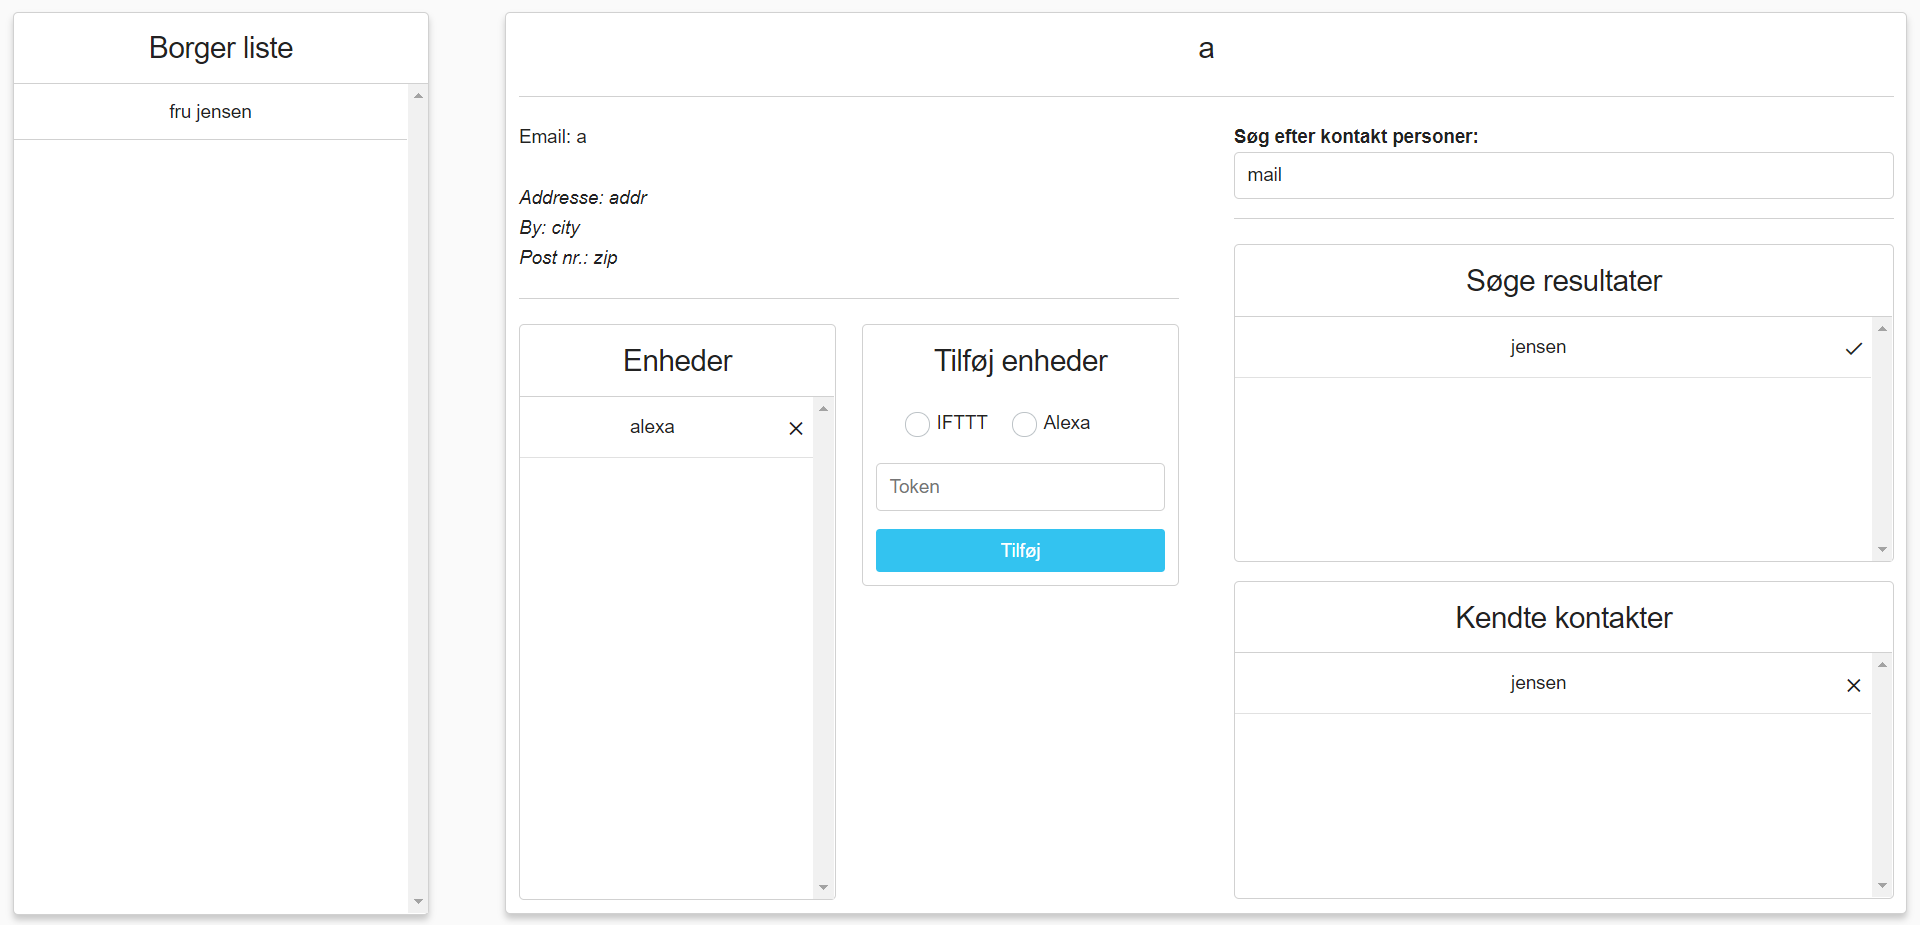 Borger liste
fru jensen
a
Email: a
Addresse: addr
By: city
Post nr.: zip
Enheder
alexa
Tilføj enheder
IFTTT Alexa
Token
Tilføj
Søg efter kontakt personer:
mail
Søge resultater
jensen
Kendte kontakter
jensen